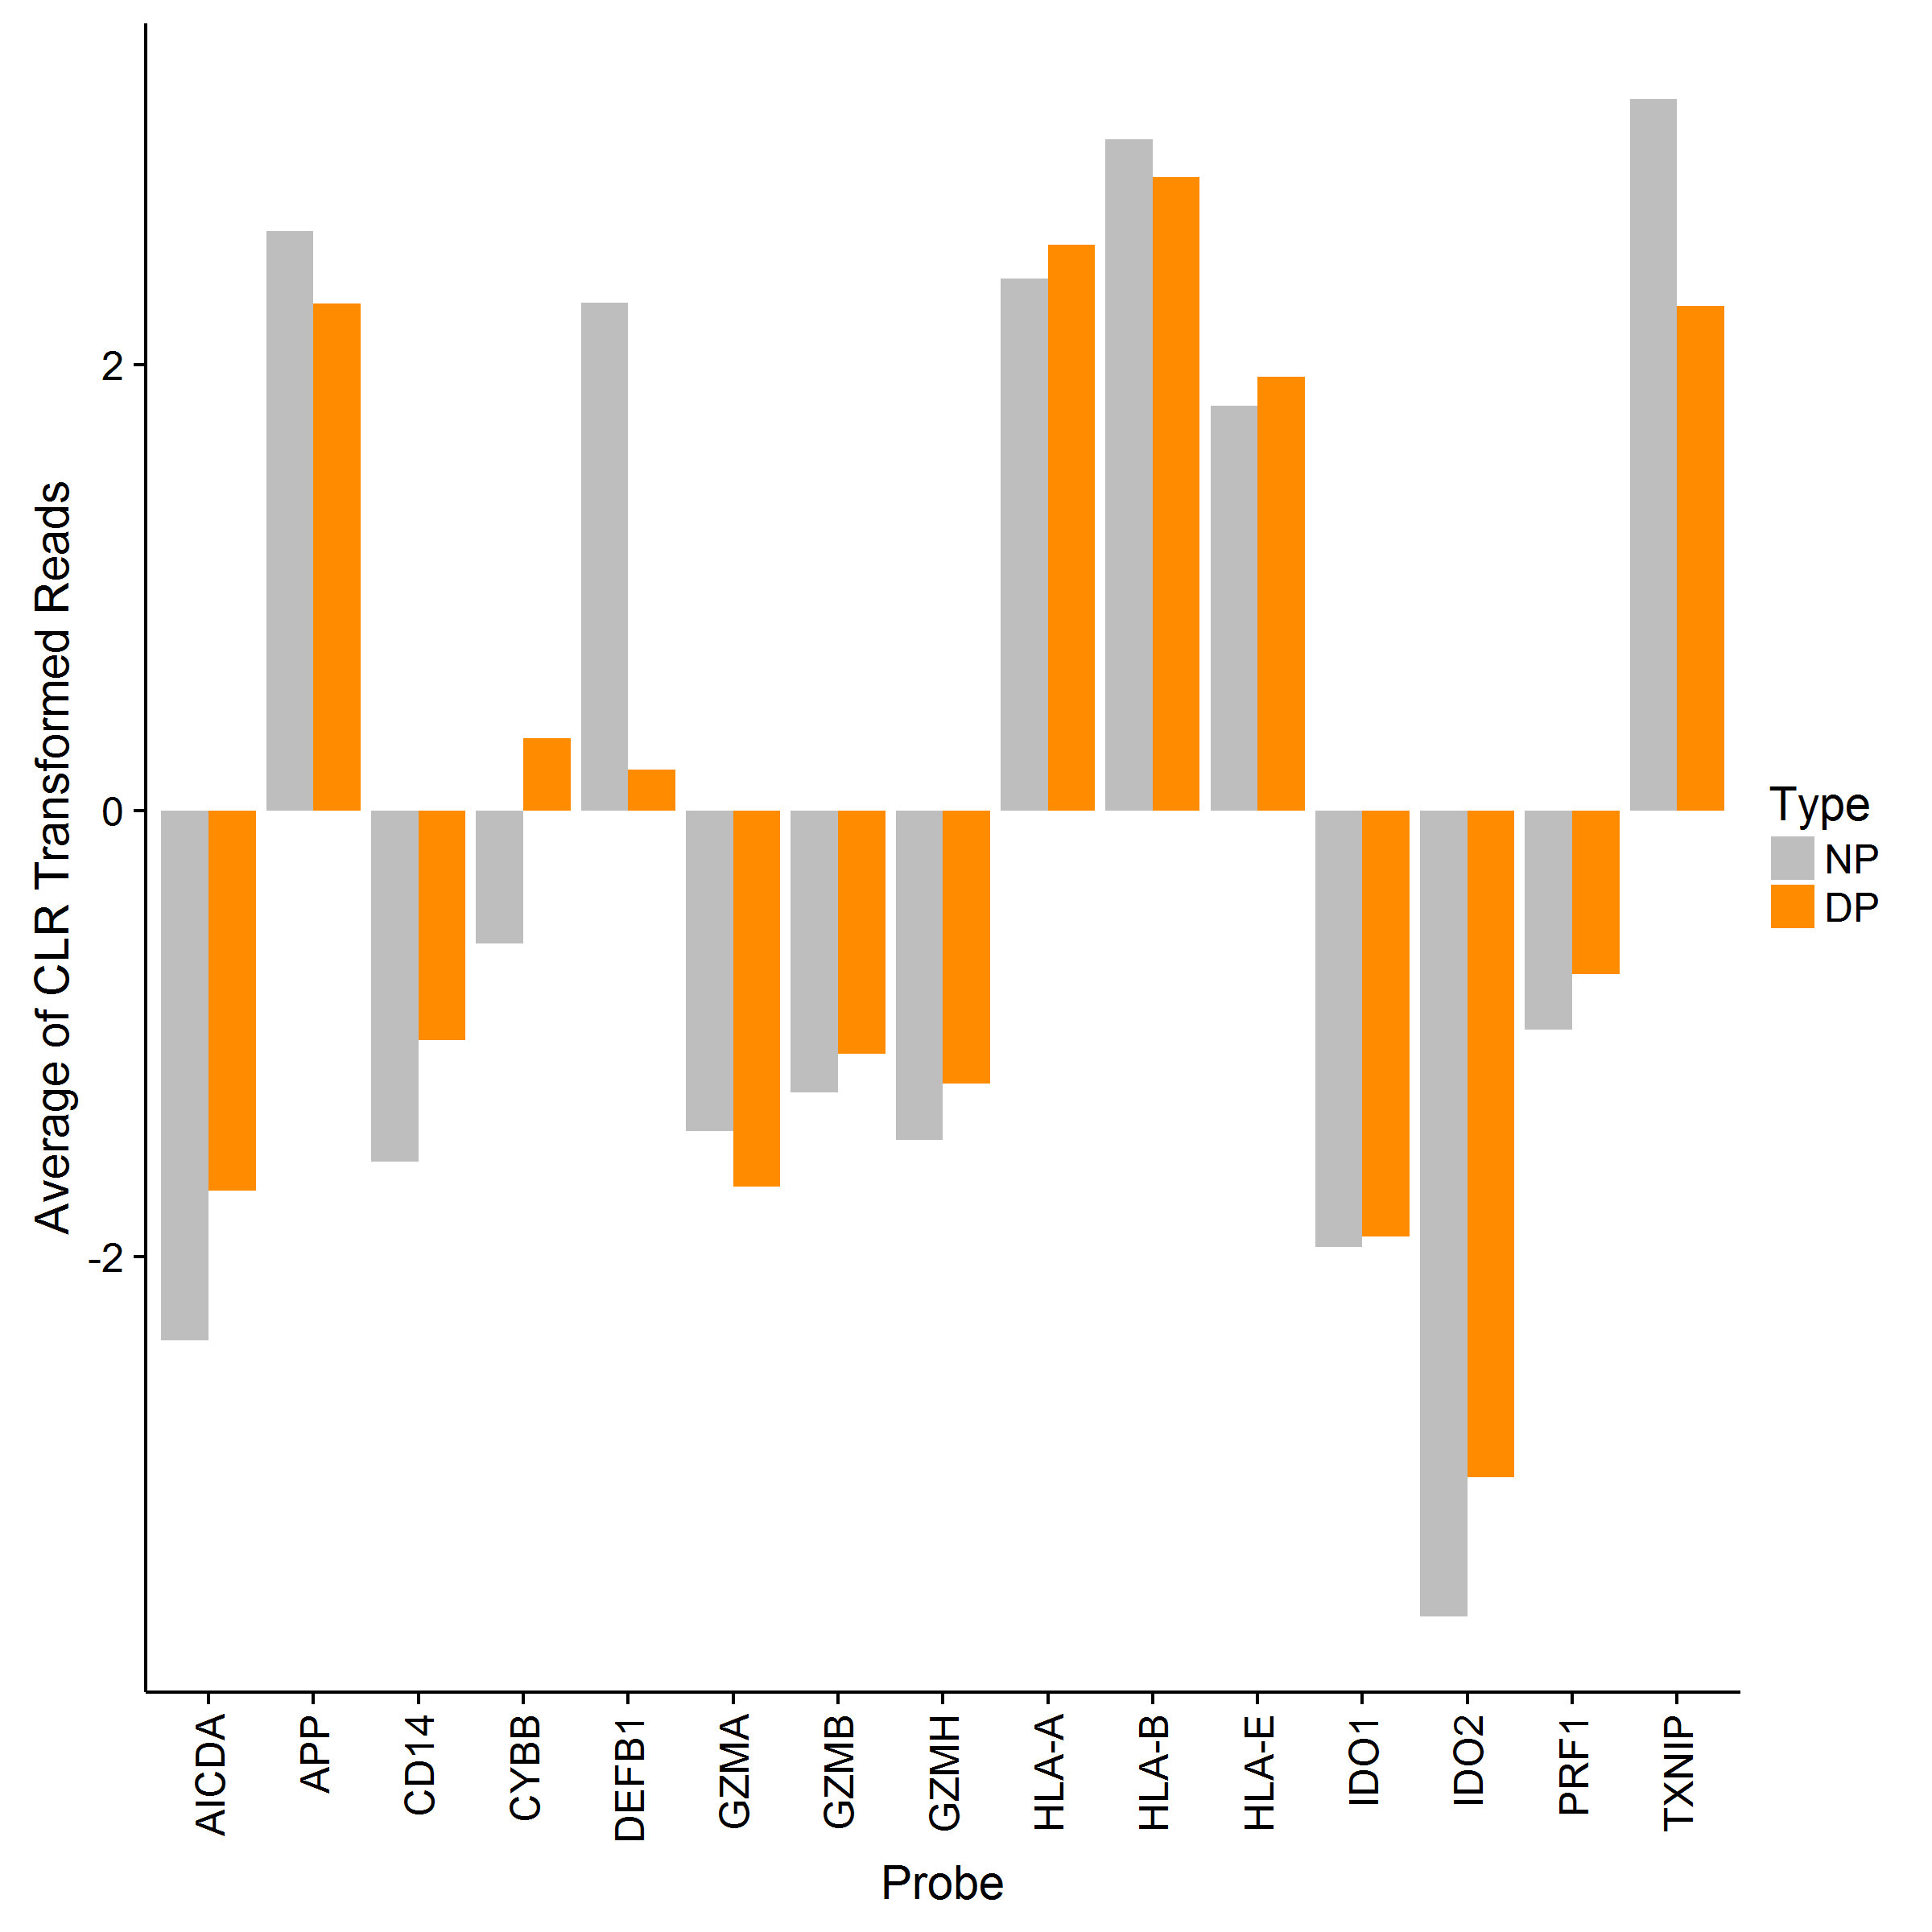 Average of CLR Transformed Reads
2
0
-2
AICDA
APP
CD14
CYBB
DEFB1
GZMA
GZMB
GZMH
HLA-A
HLA-B
HLA-E
IDO1
IDO2
PRF1
TXNIP
Probe
Type
NP
DP